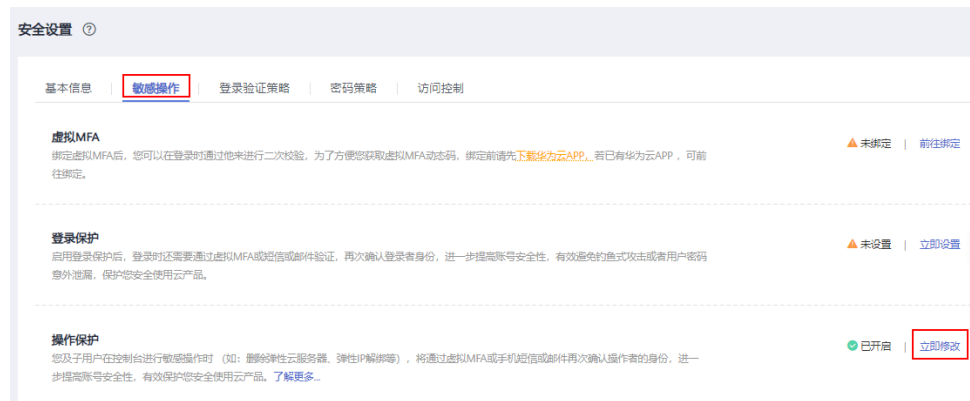 安全设置 ?
基本信息 | 敏感操作 | 登录验证策略 | 密码策略 | 访问控制
虚拟MFA
绑定虚拟MFA后，您可以在登录时通过他来进行二次校验，为了方便您获取虚拟MFA动态码，绑定前请先下载华为云APP，若已有华为云APP ，可前
往绑定。
未绑定 | 前往绑定
登录保护
启用登录保护后，登录时还需要通过虚拟MFA或短信或邮件验证，再次确认登录者身份，进一步提高账号安全性，有效避免钓鱼式攻击或者用户密码
意外泄漏，保护您安全使用云产品。
未设置 | 立即设置
操作保护
您及子用户在控制台进行敏感操作时 （如：删除弹性云服务器、弹性IP解绑等），将通过虚拟MFA或手机短信或邮件再次确认操作者的身份，进一
步提高账号安全性，有效保护您安全使用云产品。了解更多...
已开启 | 立即修改